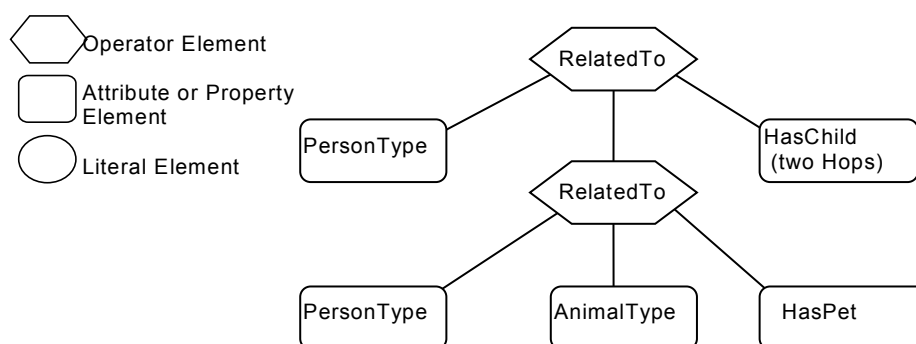 Operator Element
Attribute or Property
Element
Literal Element
RelatedTo
PersonType
HasChild
(two Hops)
RelatedTo
PersonType
AnimalType
HasPet